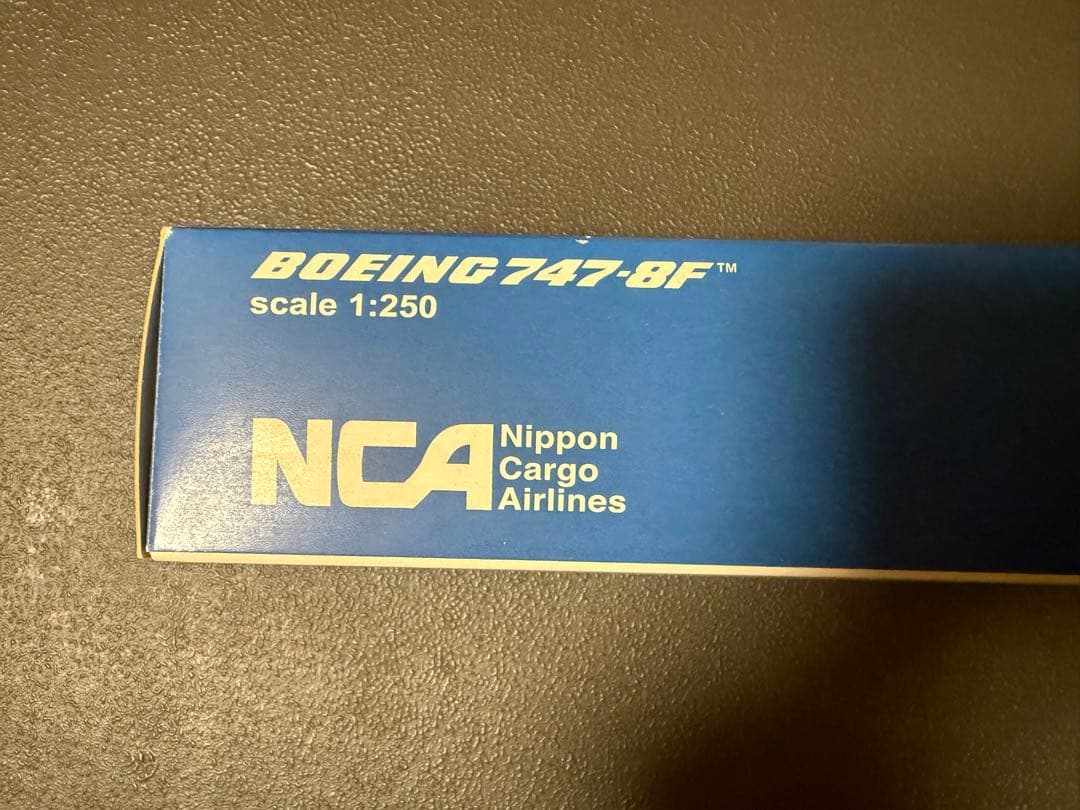 BOEING 747-8F™
scale 1:250
NCA
Nippon
Cargo
Airlines